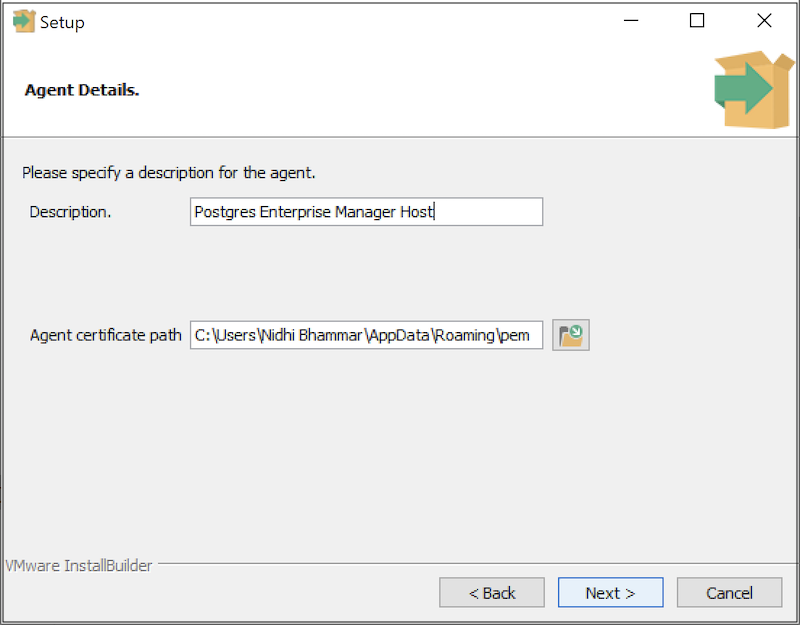 Setup
Agent Details.
Please specify a description for the agent.
Description. Postgres Enterprise Manager Host
Agent certificate path C:\Users\Nidhi Bhammar\AppData\Roaming\pem
VMware InstallBuilder
< Back Next > Cancel